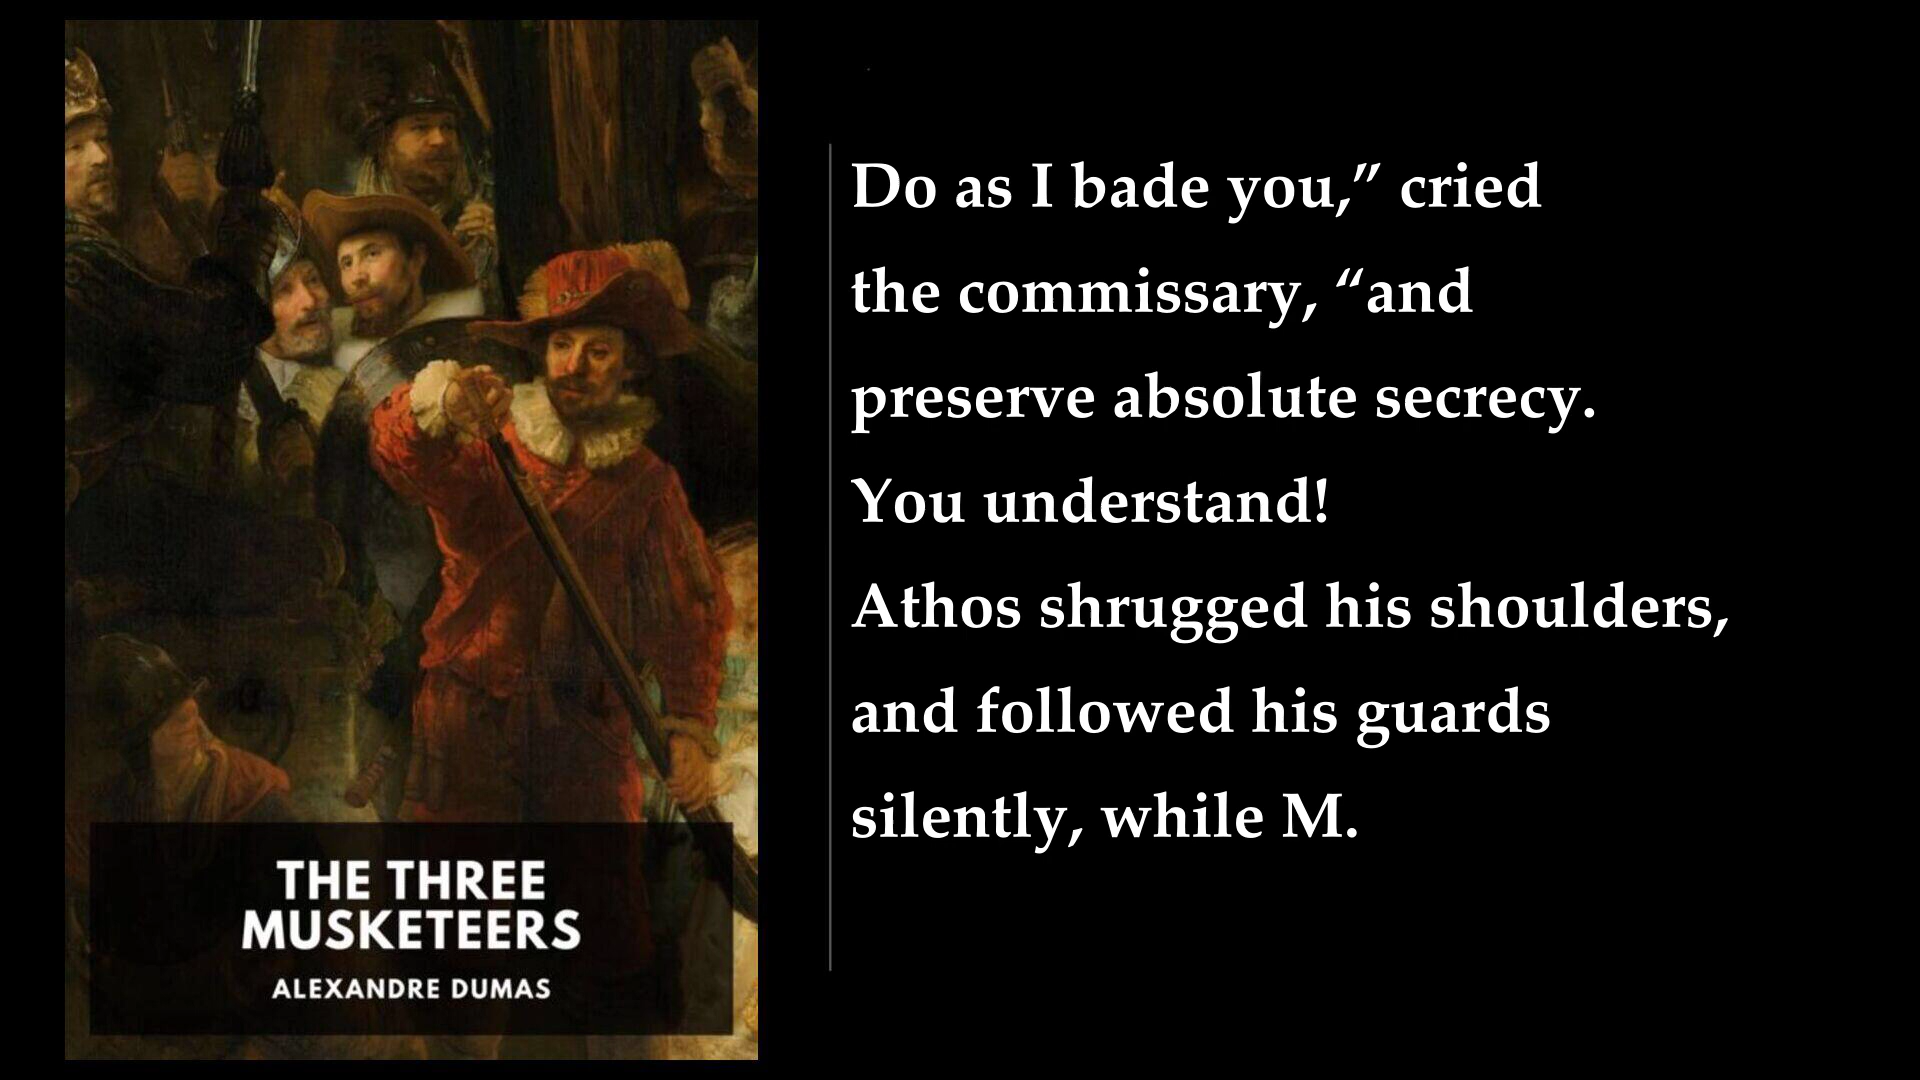 THE THREE
MUSKETEERS
ALEXANDRE DUMAS
Do as I bade you,” cried
the commissary, “and
preserve absolute secrecy.
You understand!
Athos shrugged his shoulders,
and followed his guards
silently, while M.